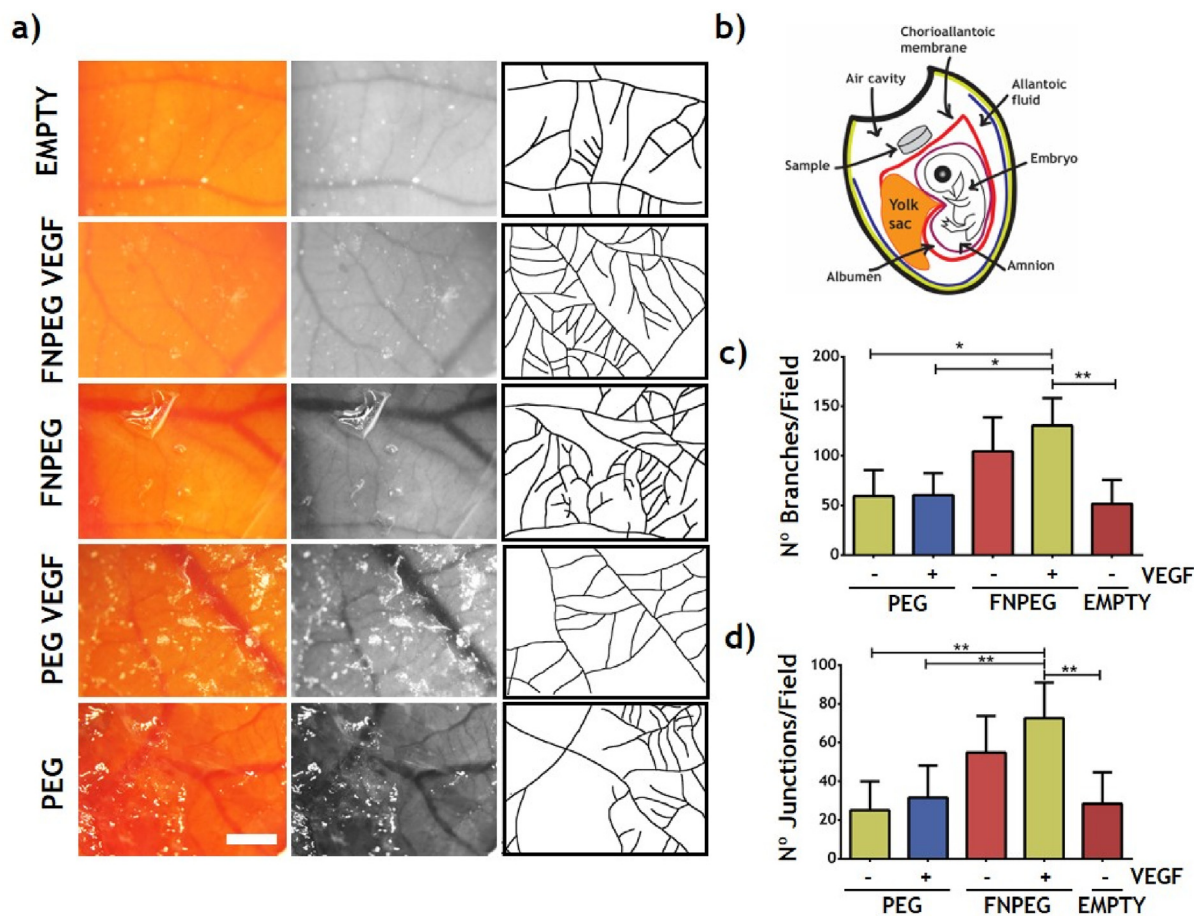 a)
EMPTY
FNPEG VEGF
FNPEG
PEG VEGF
PEG
b)
Chorioallantoic
membrane
Air cavity
Allantoic
fluid
Sample
Embryo
Yolk
sac
Albumen
Amnion
c)
Nº Branches/Field
200
150
100
50
0
*
*
**
- + - + - VEGF
PEG FNPEG EMPTY
d)
Nº Junctions/Field
100
80
60
40
20
0
**
**
**
- + - + - VEGF
PEG FNPEG EMPTY